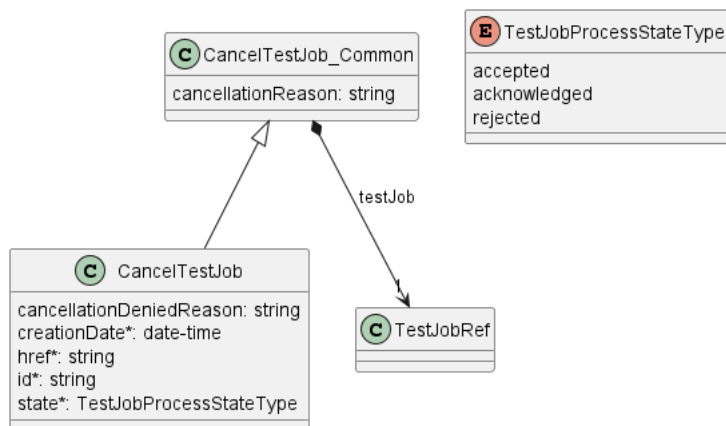 C CancelTestJob_Common
cancellationReason: string
E TestJobProcessStateType
accepted
acknowledged
rejected
testJob
C CancelTestJob
cancellationDeniedReason: string
creationDate*: date-time
href*: string
id*: string
state*: TestJobProcessStateType
1
C TestJobRef